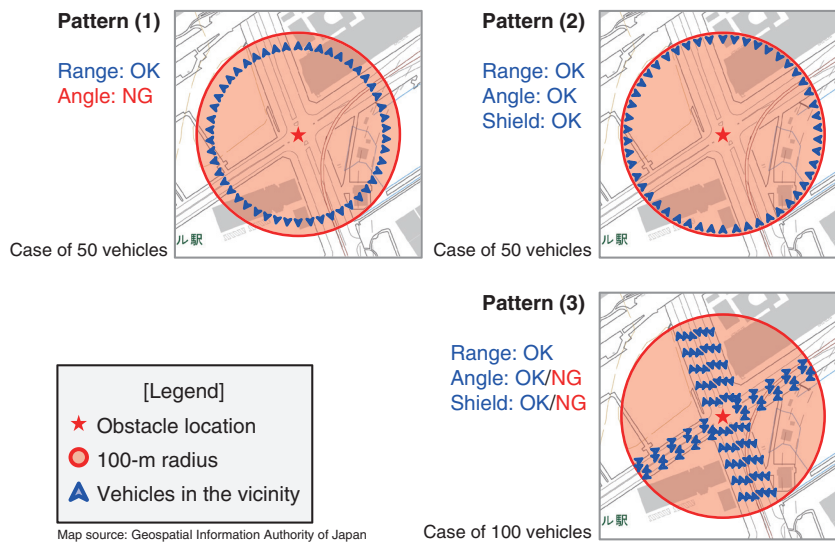 Pattern (1)
Range: OK
Angle: NG
Case of 50 vehicles
ル駅
Pattern (2)
Range: OK
Angle: OK
Shield: OK
Case of 50 vehicles
ル駅
Pattern (3)
Range: OK
Angle: OK/NG
Shield: OK/NG
Case of 100 vehicles
ル駅
[Legend]
Obstacle location
100-m radius
Vehicles in the vicinity
Map source: Geospatial Information Authority of Japan